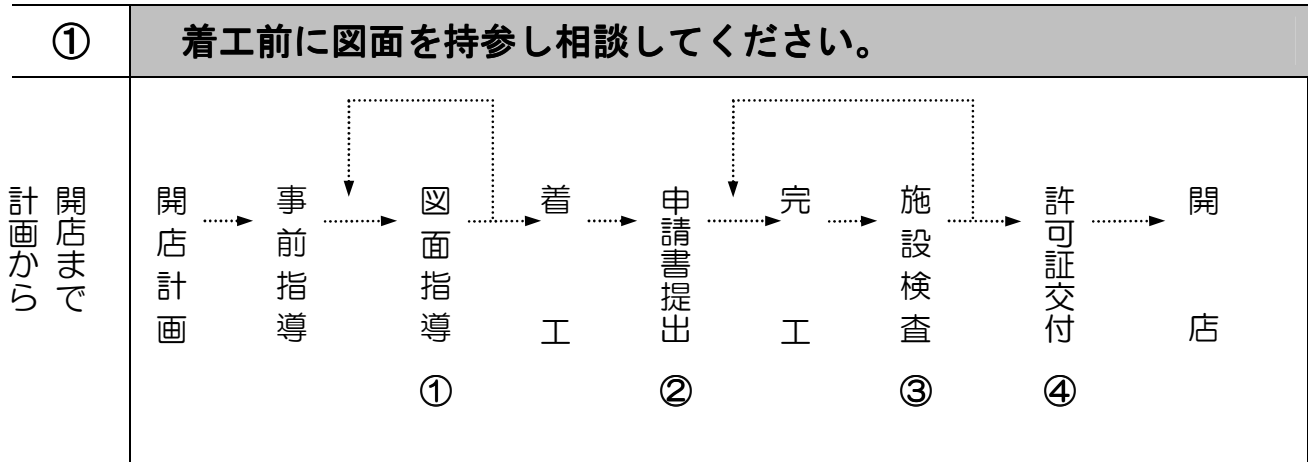 ①
着工前に図面を持参し相談してください。
計画から
開店まで
開店計画
事前指導
図面指導
①
着工
申請書提出
②
完工
施設検査
③
許可証交付
④
開店